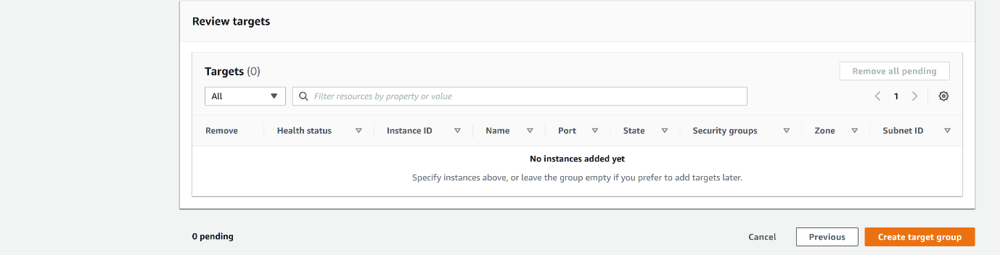 Review targets
Targets (0)
Remove all pending
All
Filter resources by property or value
1
Remove Health status Instance ID Name Port State Security groups Zone Subnet ID
No instances added yet
Specify instances above, or leave the group empty if you prefer to add targets later.
0 pending
Cancel Previous Create target group